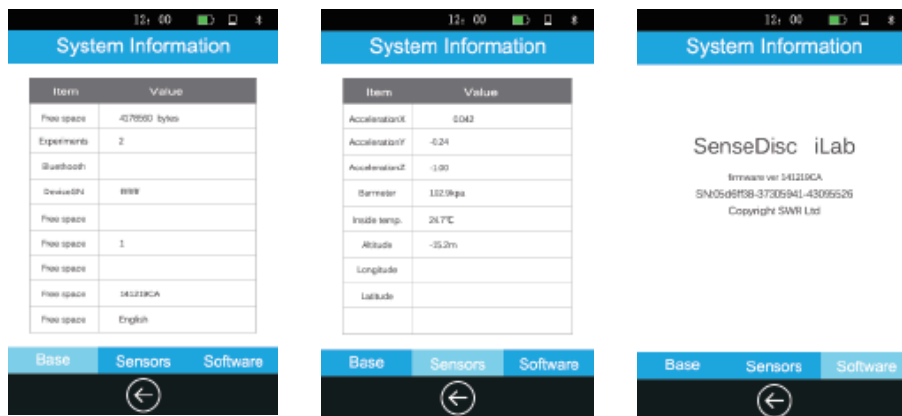 12: 00
System Information
Item Value
Free space 4178560 bytes
Experiments 2
Bluethooth
DeviceSN
Free space
Free space 1
Free space
Free space 141219CA
Free space English
Base Sensors Software
12: 00
System Information
Item Value
AccelerationX 0.042
AccelerationY -0.24
AccelerationZ -1.00
Barmeter 102.9kpa
Inside temp. 24.7℃
Altitude -15.2m
Longitude
Latitude
Base Sensors Software
12: 00
System Information
SenseDisc iLab
firmware ver 141219CA
SN:05d6ff38-37305941-43095526
Copyright SWR Ltd
Base Sensors Software